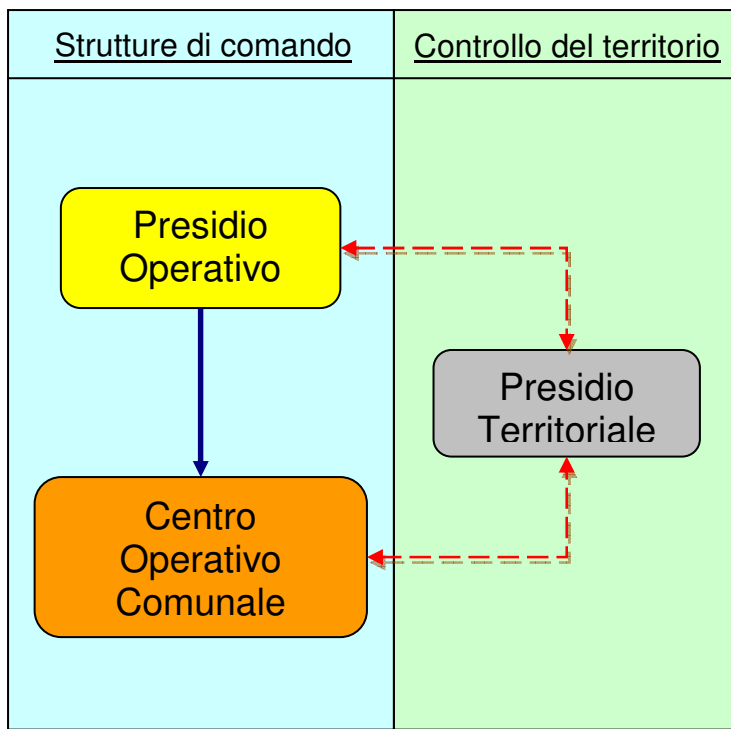 Strutture di comando
Controllo del territorio
Presidio
Operativo
Presidio
Territoriale
Centro
Operativo
Comunale